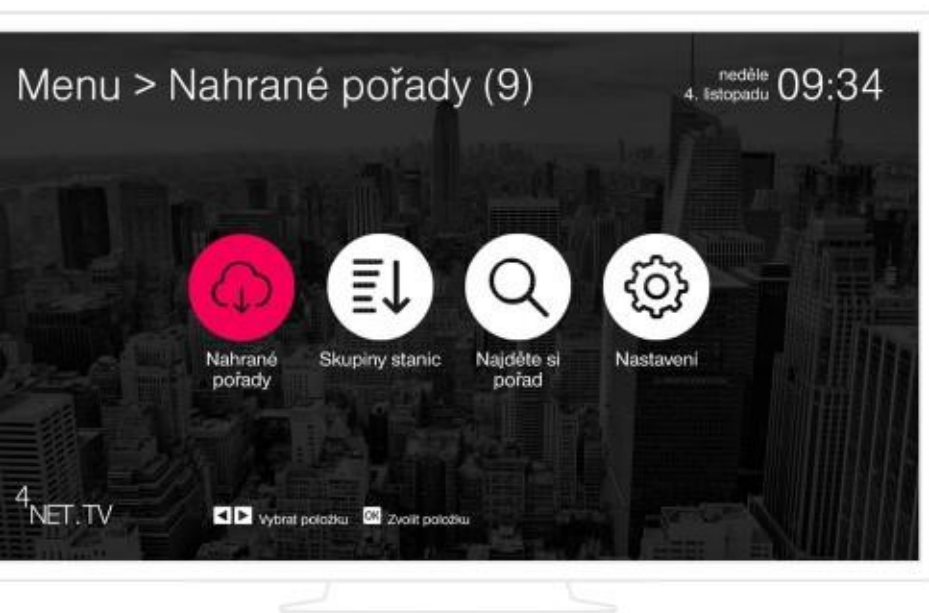 Menu > Nahrané pořady (9)
neděle
4. listopadu 09:34
Nahrané
pořady
Skupiny stanic
Najděte si
pořad
Nastavení
4NET.TV
Vybrat položku OK Zvolit položku